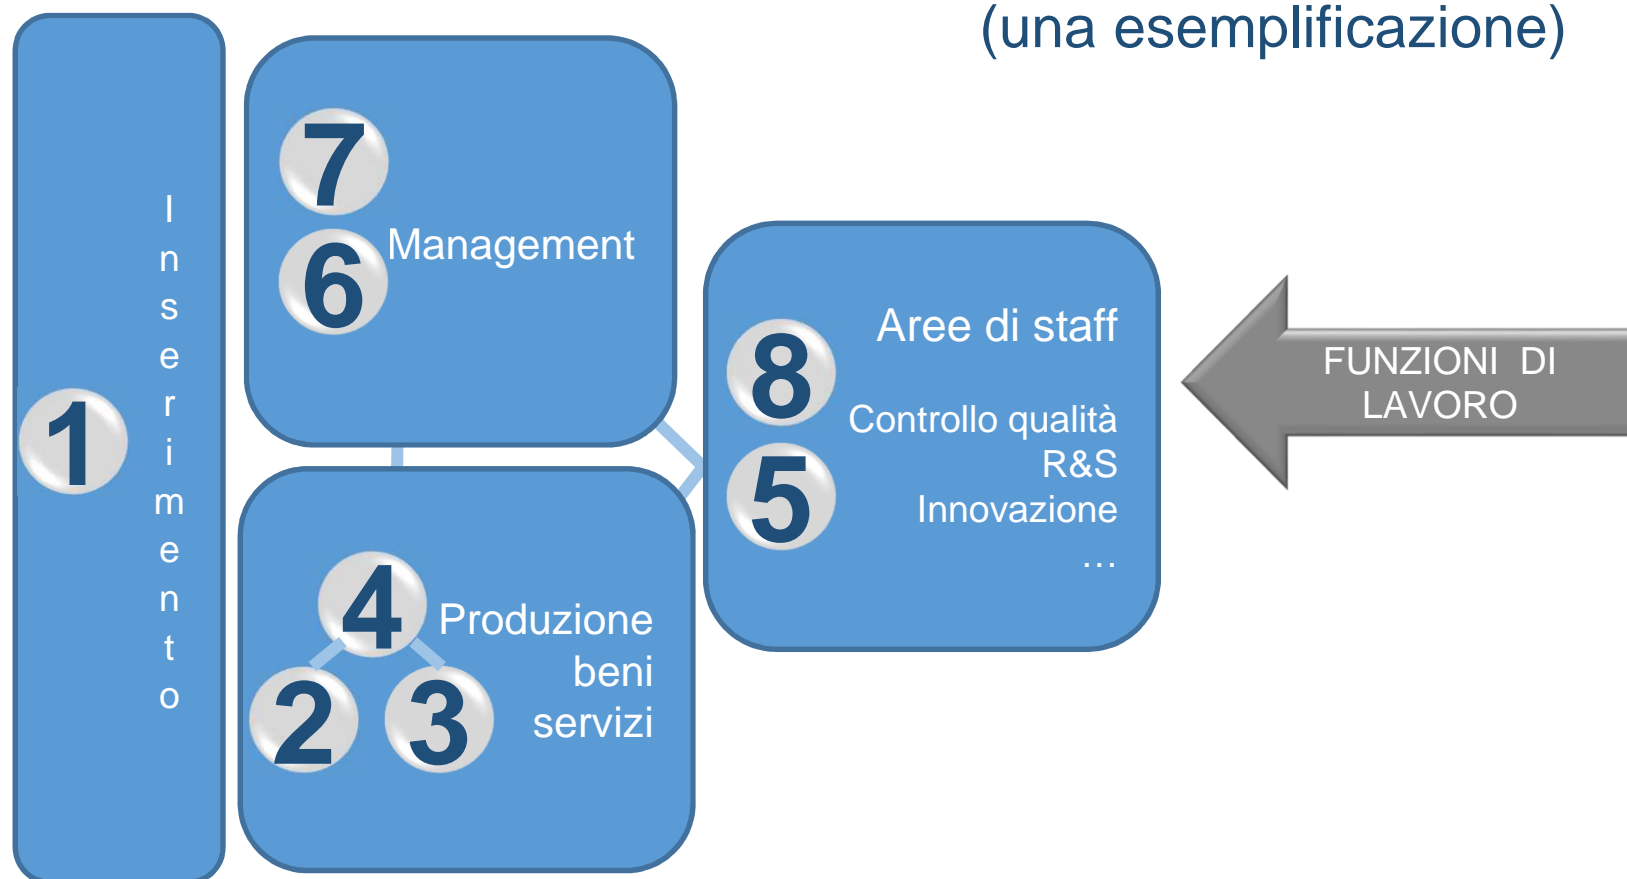 (una esemplificazione)
1
Inserimento
7
6
Management
4
2
3
Produzione
beni
servizi
8
5
Aree di staff
Controllo qualità
R&S
Innovazione
…
FUNZIONI DI
LAVORO